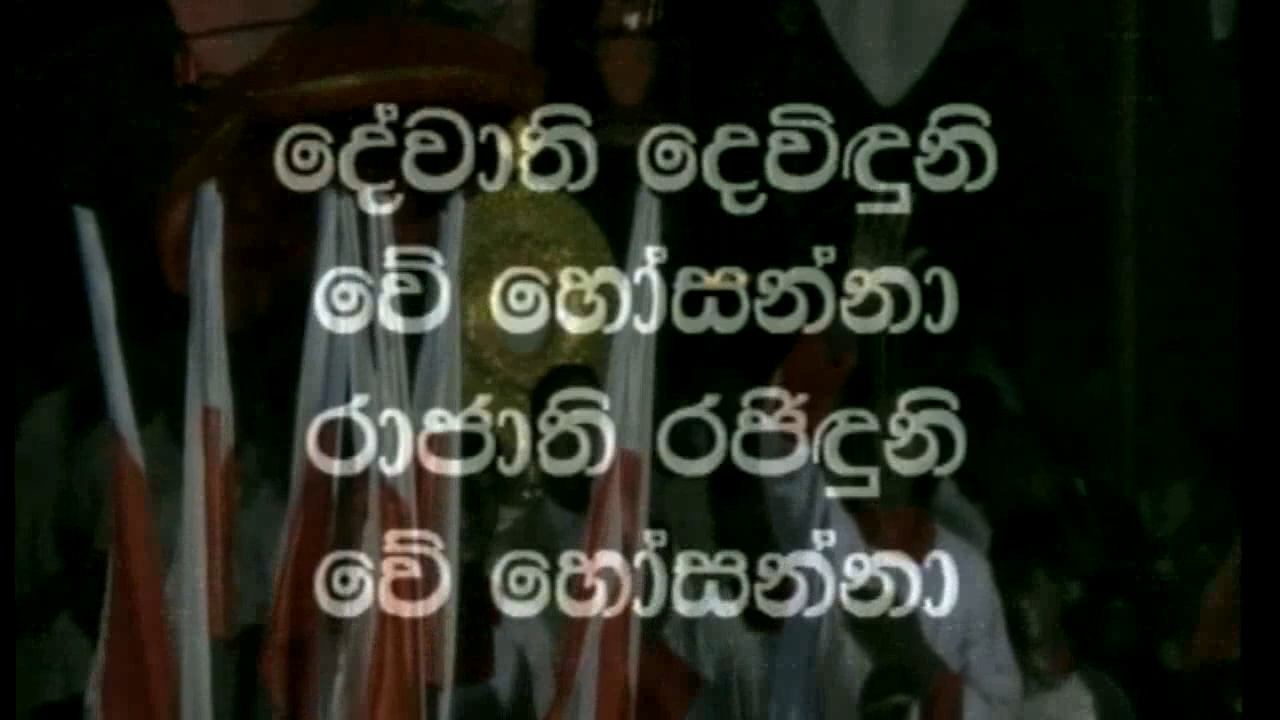 දේවාති දෙවිඳුනි
වේ හෝසන්නා
රාජාති රජිඳුනි
වේ හෝසන්නා